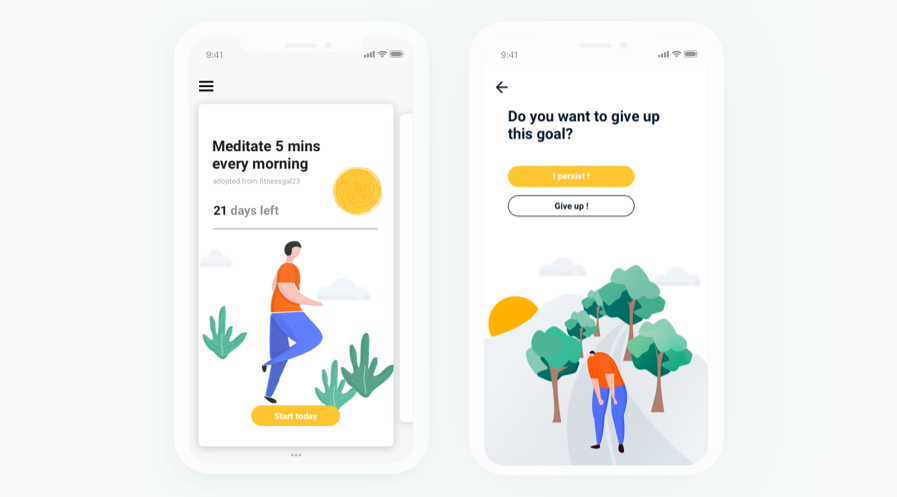 9:41
Meditate 5 mins
every morning
adopted from fitnessgal23
21 days left
Start today
9:41
Do you want to give up
this goal?
I persist !
Give up !